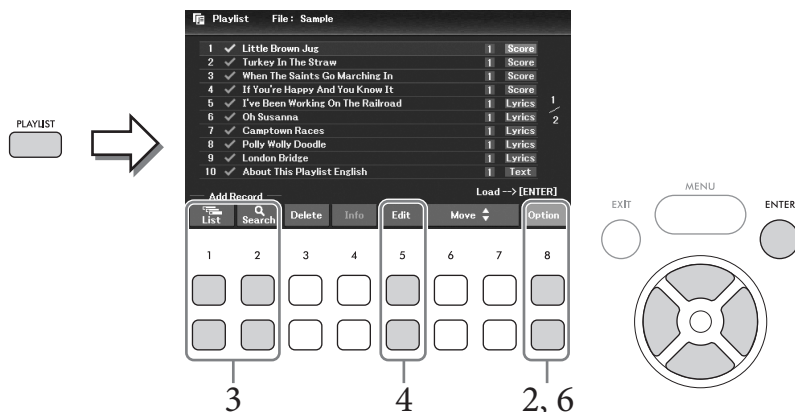 PLAYLIST
Playlist File: Sample
1 Little Brown Jug 1 Score
2 Turkey In The Straw 1 Score
3 When The Saints Go Marching In 1 Score
4 If You're Happy And You Know It 1 Score
5 I've Been Working On The Railroad 1 Lyrics
6 Oh Susanna 1 Lyrics
7 Camptown Races 1 Lyrics
8 Polly Wolly Doodle 1 Lyrics
9 London Bridge 1 Lyrics
10 About This Playlist English 1 Text
1/2
Add Record Load -->[ENTER]
List Search Delete Info Edit Move Option
1 2 3 4 5 6 7 8
3 4 2, 6
MENU
EXIT ENTER